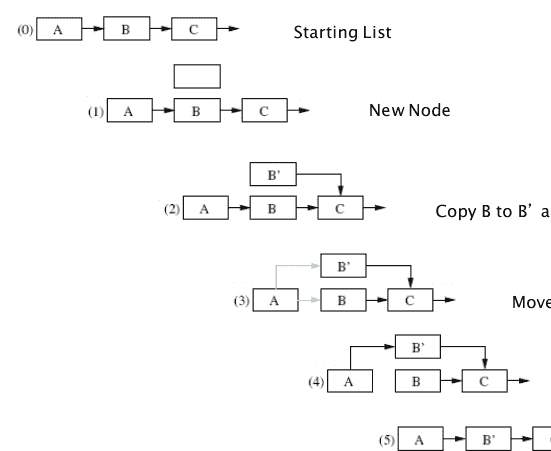 (0) A B C Starting List
(1) A B C New Node
B'
(2) A B C Copy B to B' a
B'
(3) A B C Move
B'
(4) A B C
(5) A B'